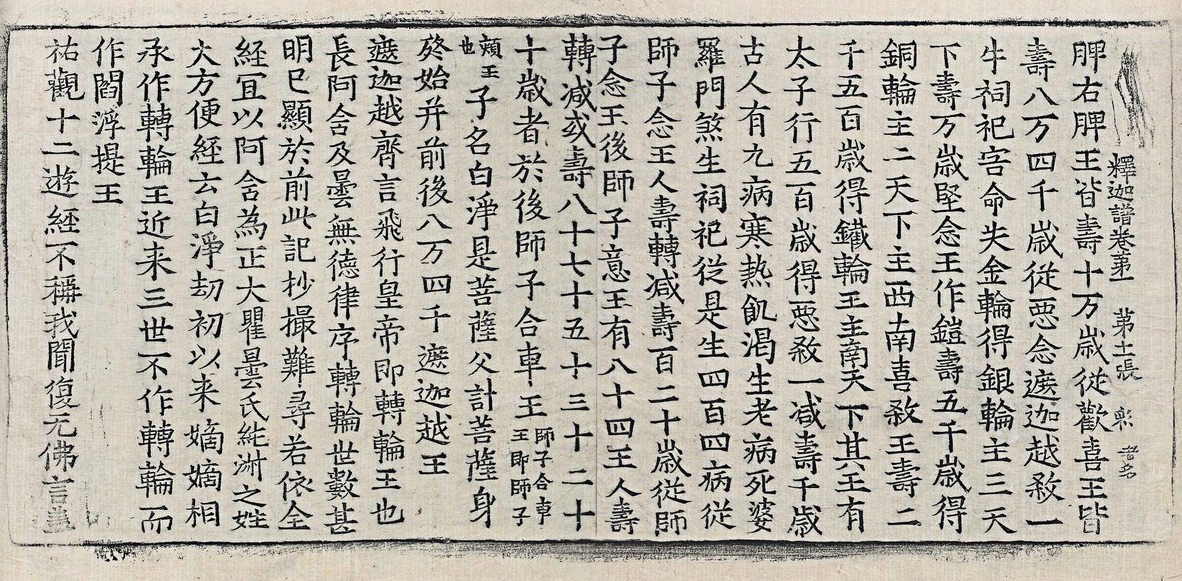 釋迦譜卷第一　第十張　彰　昔名
脾右脾王皆壽十万歲從歡喜王皆
壽八万四千歲從惡念遮迦越敎一
牛祠祀害命失金輪得銀輪主三天
下壽万歲堅念王作鎧壽五千歲得
銅輪主二天下主西南喜敎王壽二
千五百歲得鐵輪王主南天下其王有
太子行五百歲得惡敎一减壽千歲
古人有九病寒熱飢渴生老病死婆
羅門煞生祠祀從是生四百四病從
師子念王人壽轉减壽百二十歲從師
子念王後師子意王有八十四王人壽
轉减或壽八十七十五十三十二十
十歲者於後師子合車王師子合車王即師子
頰王也子名白淨是菩薩父計菩薩身
終始并前後八万四千遮迦越王
遮迦越齊言飛行皇帝即轉輪王也
長阿含及曇無德律序轉輪世數甚
明已顯於前此記抄撮難尋若依全
經宜以阿含為正大瞿曇氏純淑之姓
大方便經云白淨劫初以来嫡嫡相
承作轉輪王近来三世不作轉輪而
作閻浮提王
祐觀十二遊經不稱我聞復无佛言